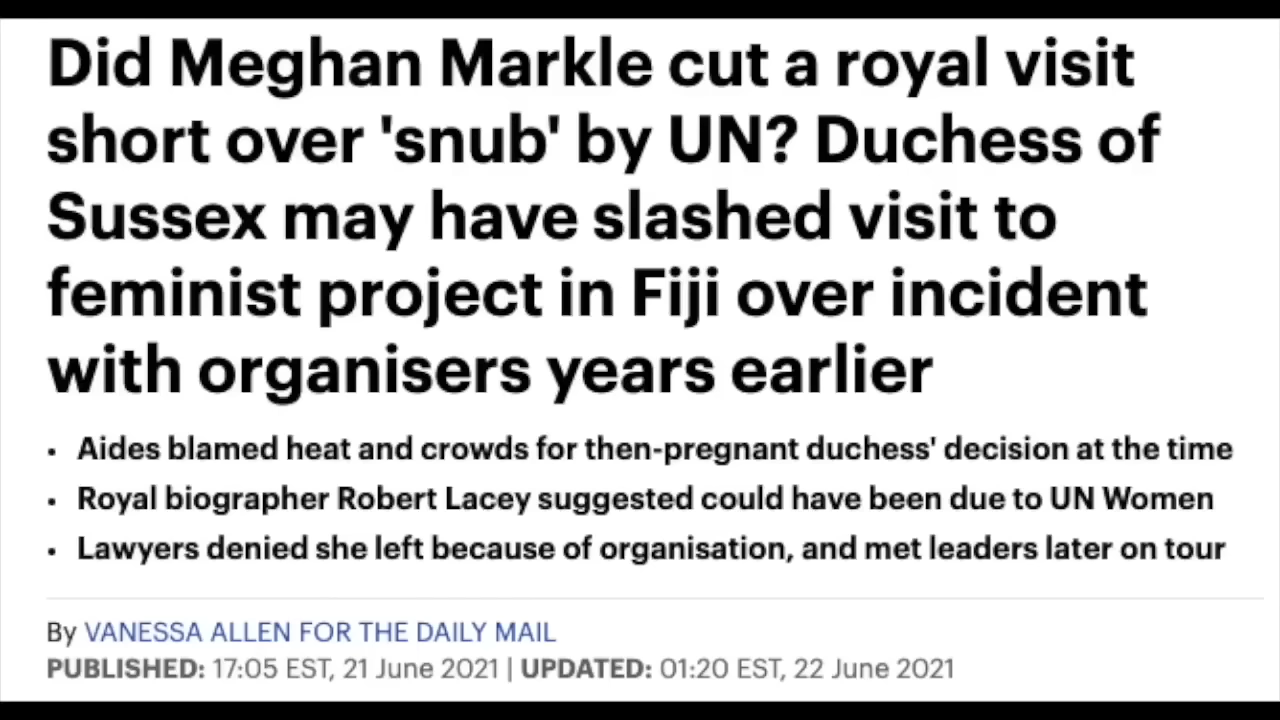 Did Meghan Markle cut a royal visit
short over 'snub' by UN? Duchess of
Sussex may have slashed visit to
feminist project in Fiji over incident
with organisers years earlier
• Aides blamed heat and crowds for then-pregnant duchess' decision at the time
• Royal biographer Robert Lacey suggested could have been due to UN Women
• Lawyers denied she left because of organisation, and met leaders later on tour
By VANESSA ALLEN FOR THE DAILY MAIL
PUBLISHED: 17:05 EST, 21 June 2021 | UPDATED: 01:20 EST, 22 June 2021